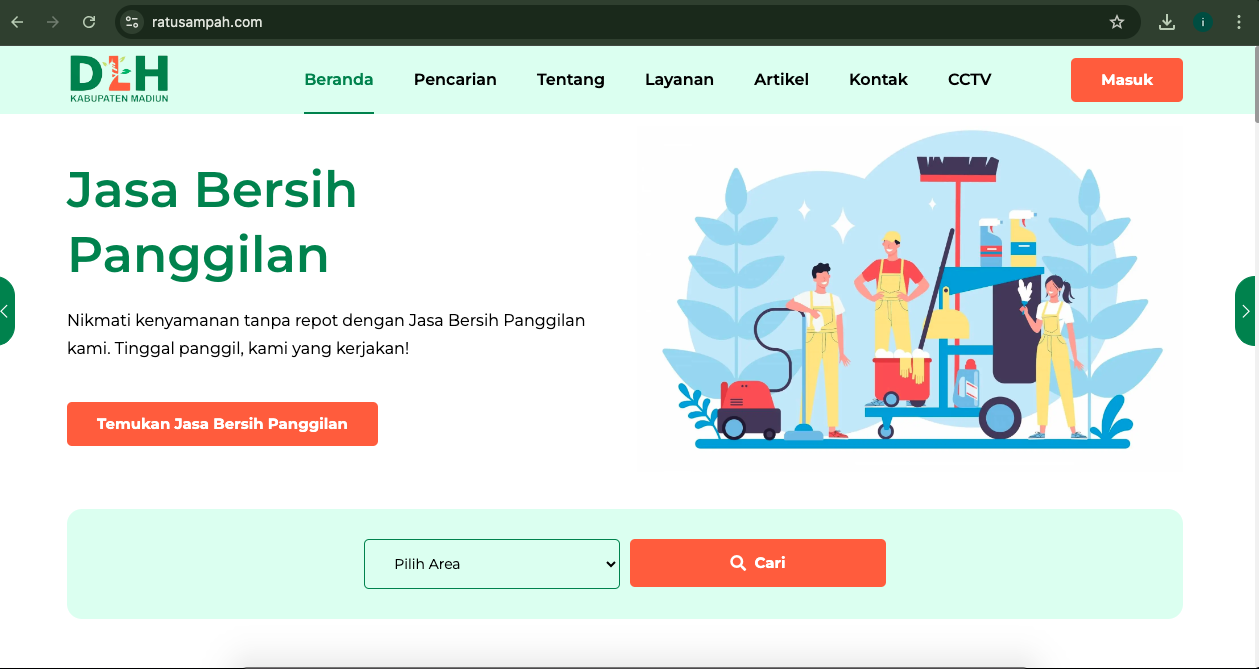 ratusampah.com
i
DLH
KABUPATEN MADIUN
Beranda
Pencarian
Tentang
Layanan
Artikel
Kontak
CCTV
Masuk
Jasa Bersih
Panggilan
Nikmati kenyamanan tanpa repot dengan Jasa Bersih Panggilan
kami. Tinggal panggil, kami yang kerjakan!
Temukan Jasa Bersih Panggilan
Pilih Area
Cari